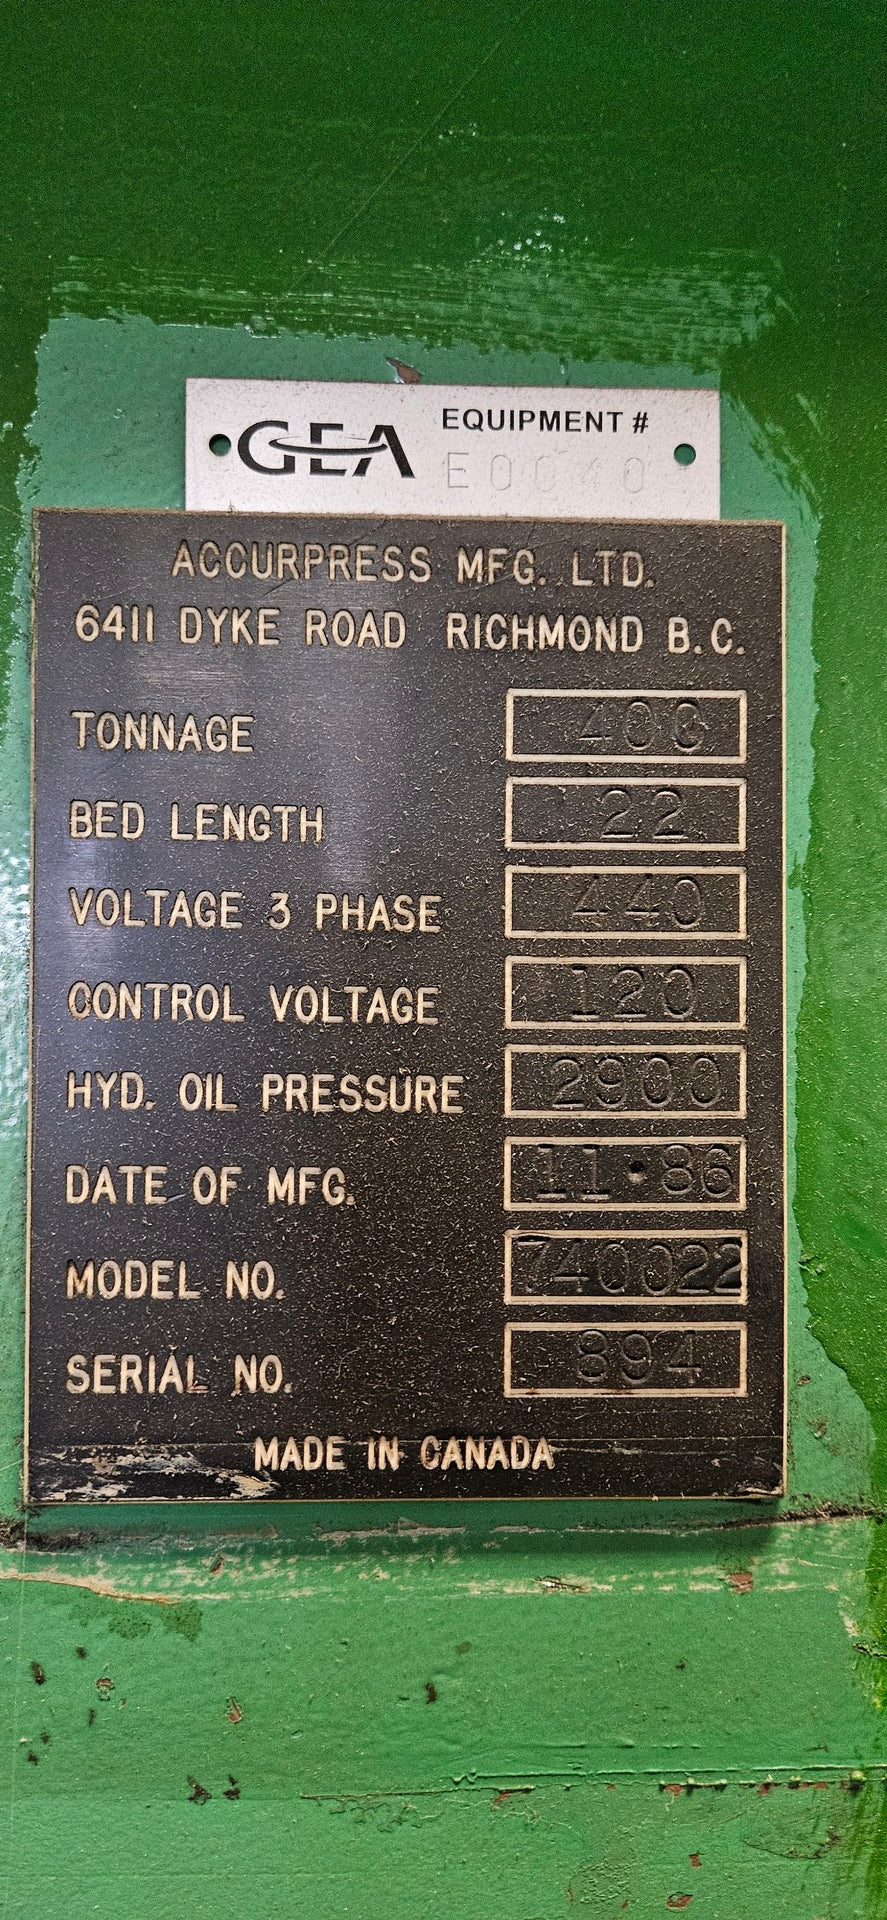 GEA EQUIPMENT #
E0040
ACCURPRESS MFG. LTD.
6411 DYKE ROAD RICHMOND B.C.
TONNAGE 400
BED LENGTH 22
VOLTAGE 3 PHASE 440
CONTROL VOLTAGE 120
HYD. OIL PRESSURE 2900
DATE OF MFG. 11·86
MODEL NO. 740022
SERIAL NO. 894
MADE IN CANADA